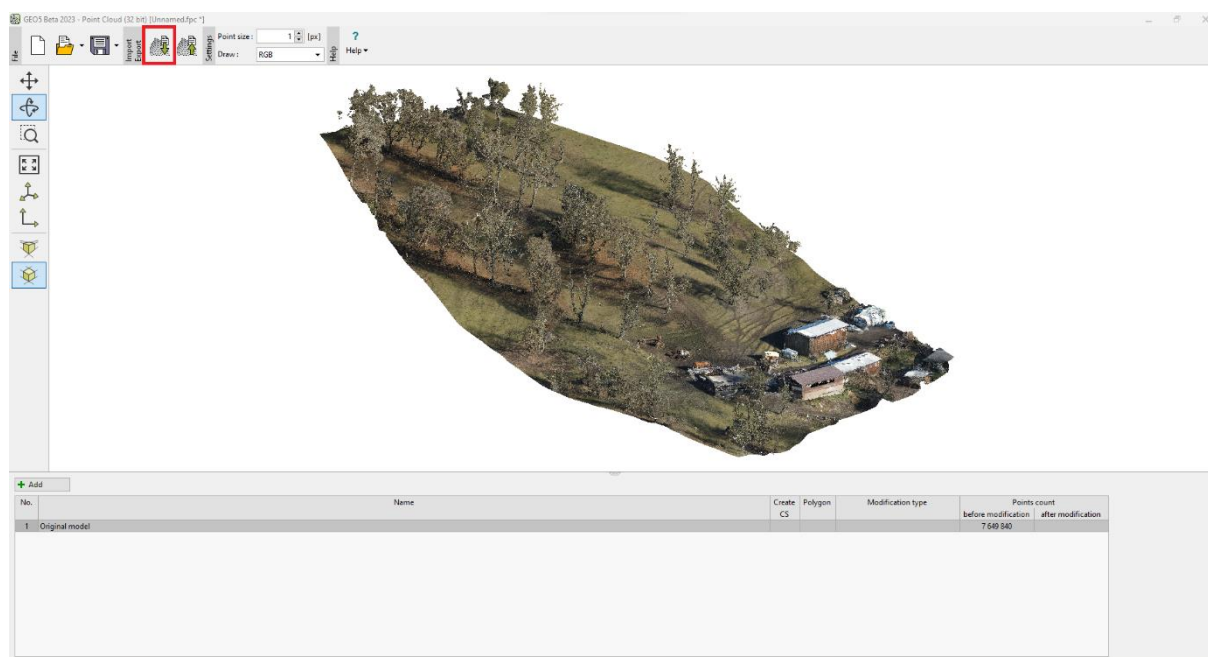 GEO5 Beta 2023 - Point Cloud (32 bit) [Unnamed.fpc *]
File
Import
Export
Settings
Point size : 1 [px]
Draw : RGB
Help
?
Help
+ Add
No. Name Create CS Polygon Modification type Points count
before modification after modification
1 Original model 7 649 840